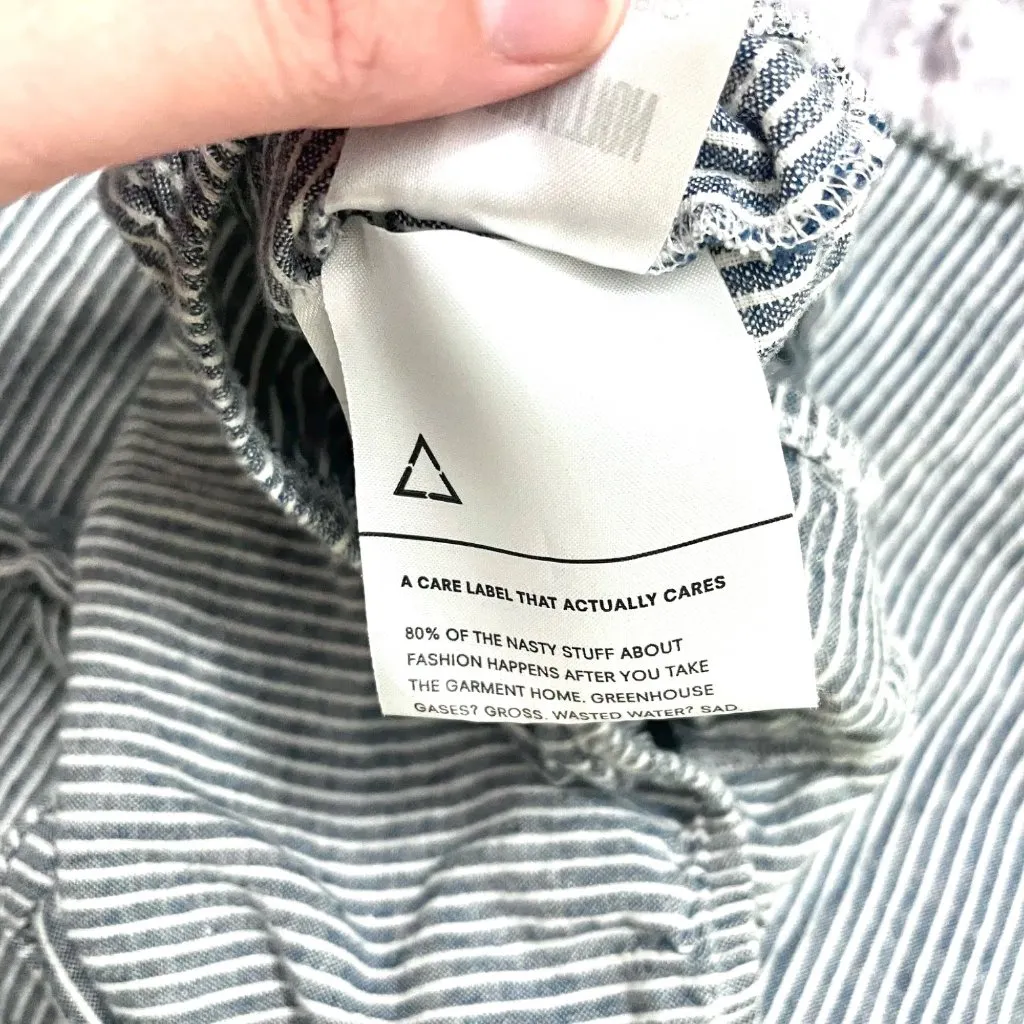 A CARE LABEL THAT ACTUALLY CARES
80% OF THE NASTY STUFF ABOUT
FASHION HAPPENS AFTER YOU TAKE
THE GARMENT HOME. GREENHOUSE
GASES? GROSS. WASTED WATER? SAD.